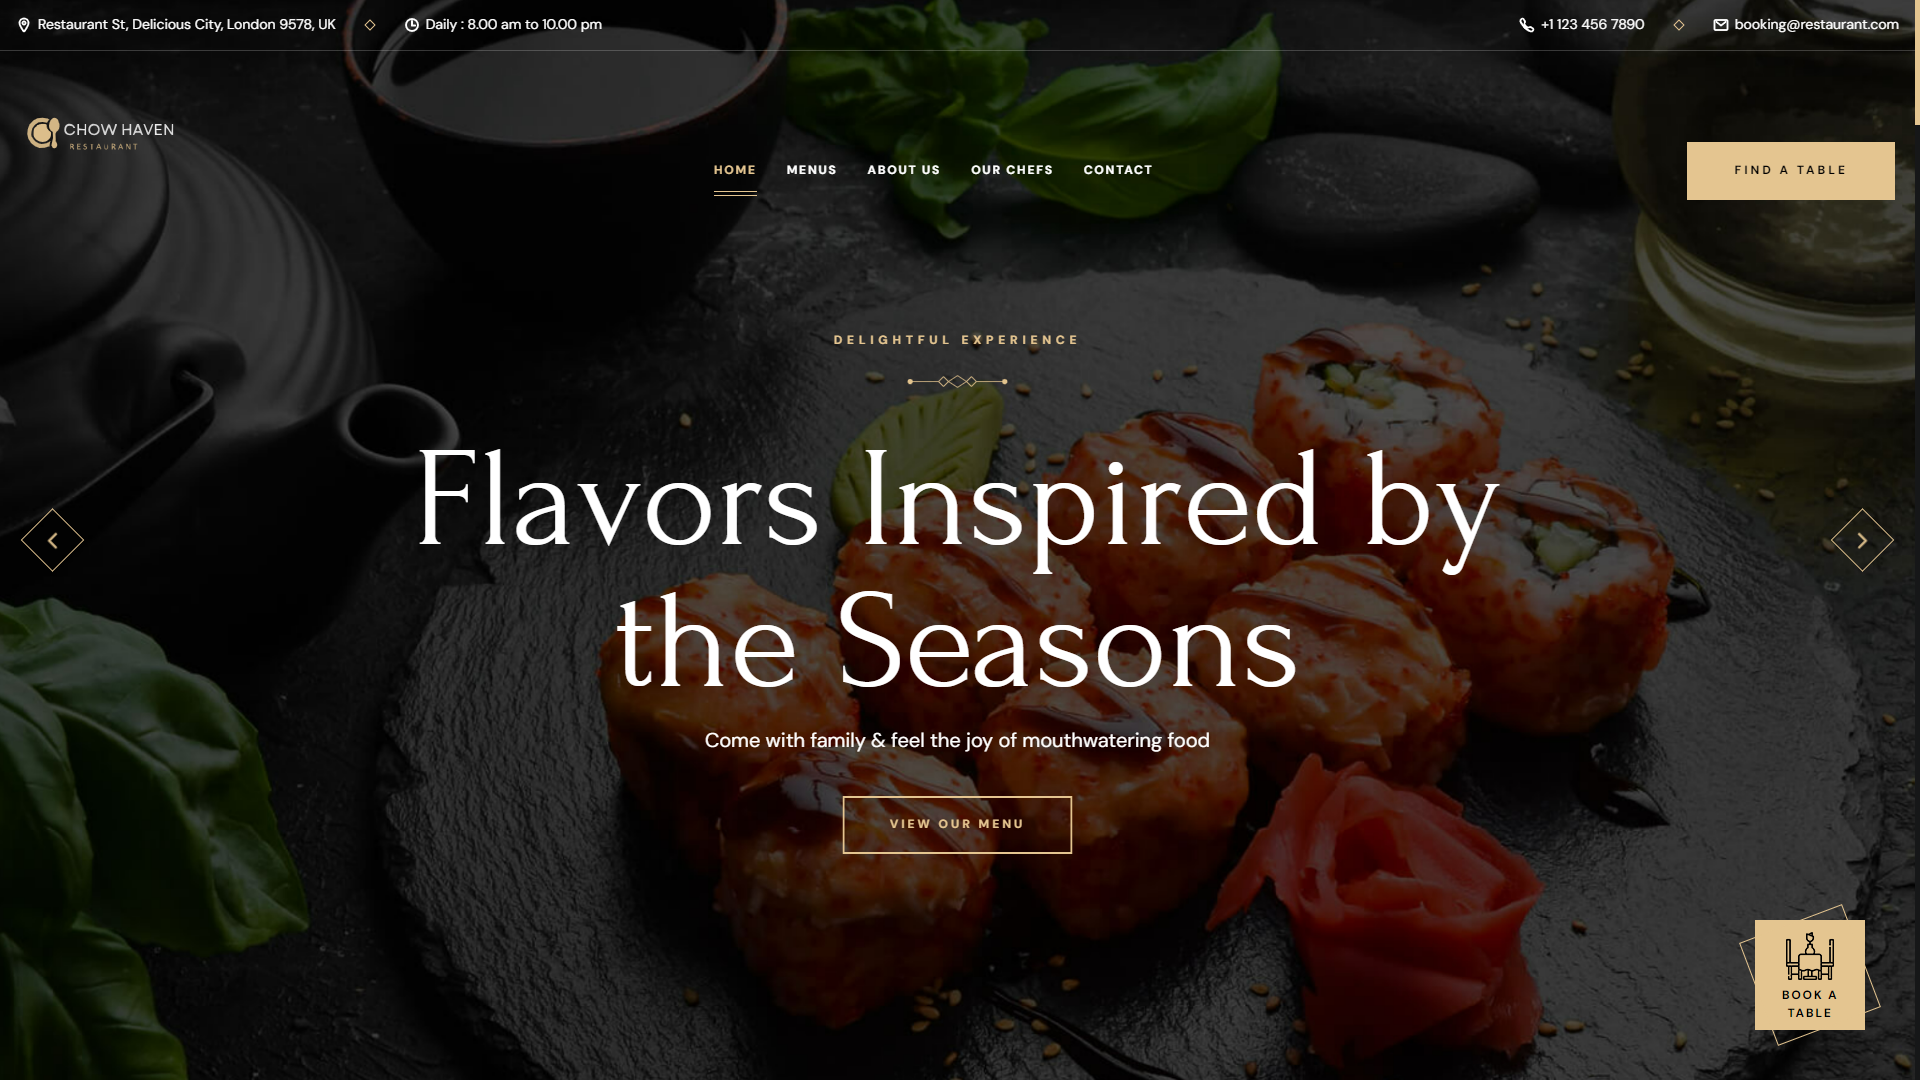 Restaurant St, Delicious City, London 9578, UK
Daily : 8.00 am to 10.00 pm
+1 123 456 7890
booking@restaurant.com
CHOW HAVEN
RESTAURANT
HOME
MENUS
ABOUT US
OUR CHEFS
CONTACT
FIND A TABLE
DELIGHTFUL EXPERIENCE
Flavors Inspired by
the Seasons
Come with family & feel the joy of mouthwatering food
VIEW OUR MENU
BOOK A
TABLE